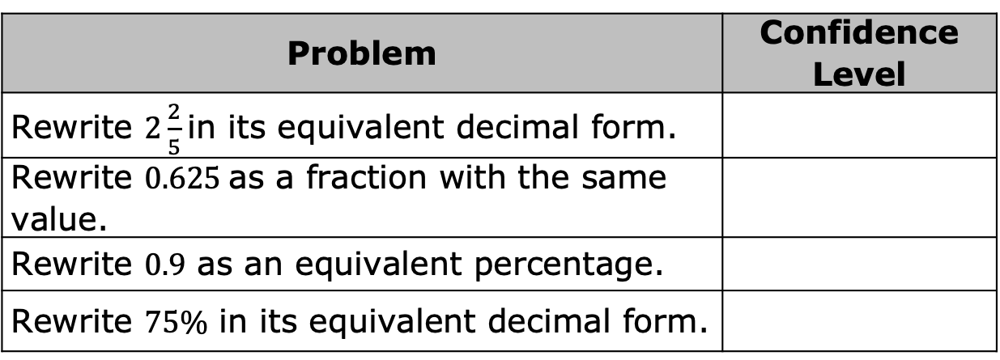 Problem
Confidence
Level
Rewrite 2 2/5 in its equivalent decimal form.
Rewrite 0.625 as a fraction with the same
value.
Rewrite 0.9 as an equivalent percentage.
Rewrite 75% in its equivalent decimal form.